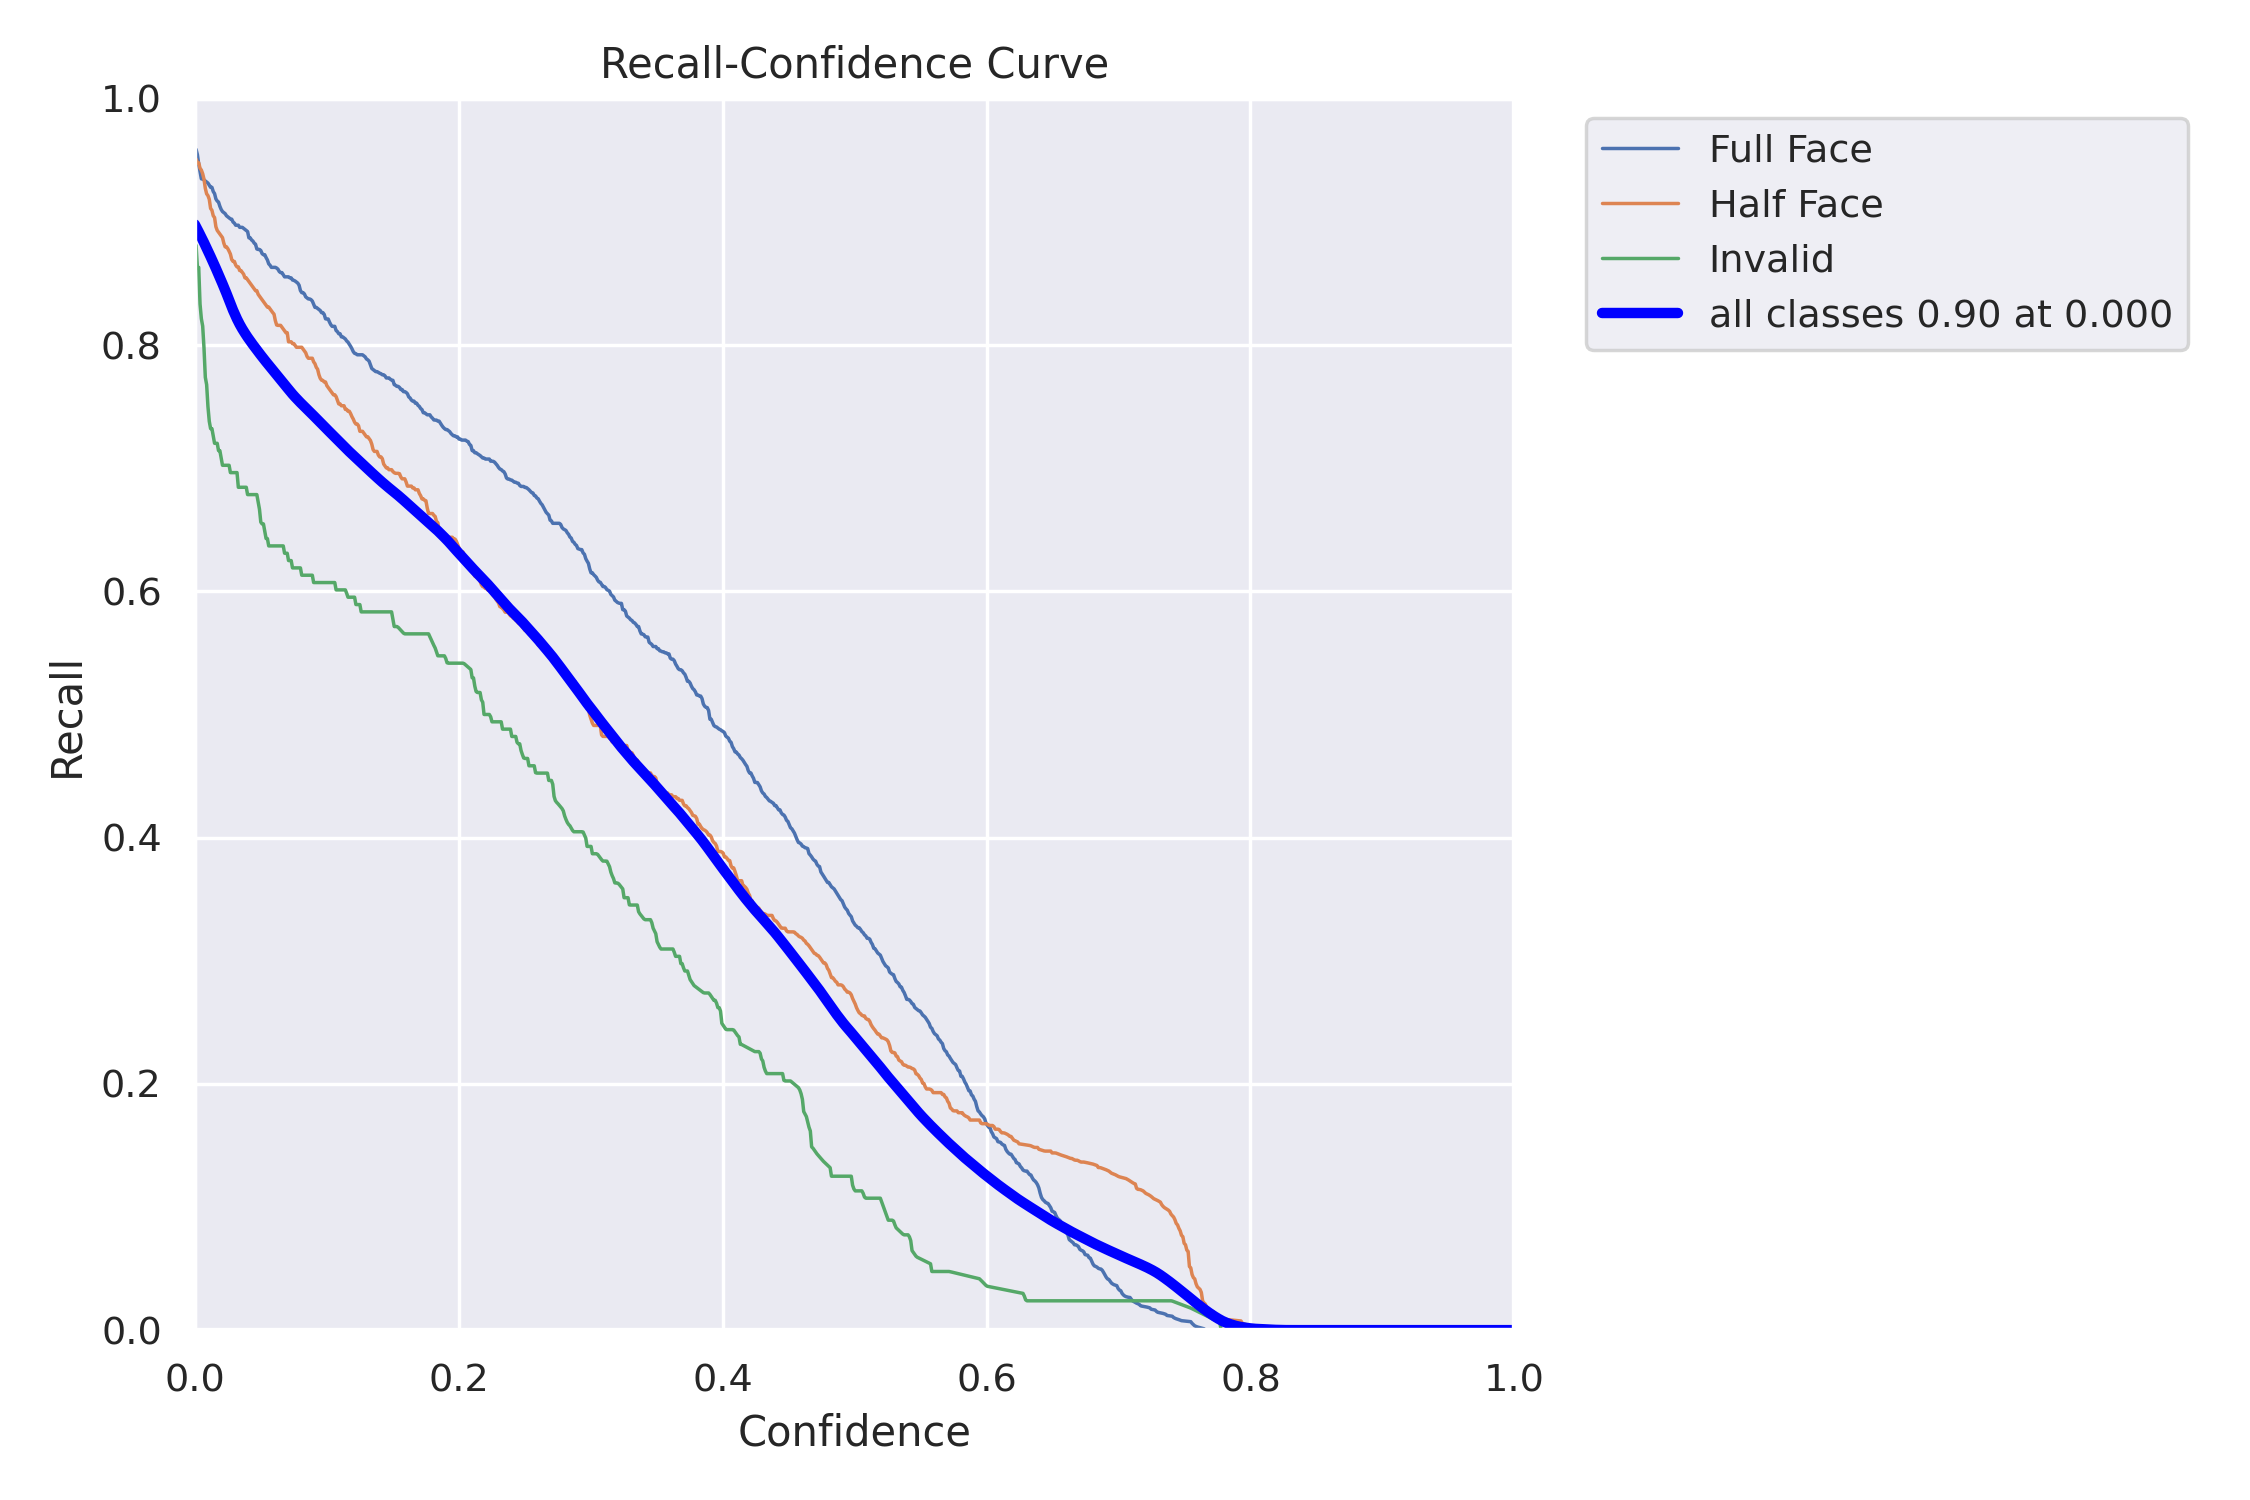 Recall-Confidence Curve
1.0
0.8
0.6
0.4
0.2
0.0
Recall
0.0 0.2 0.4 0.6 0.8 1.0
Confidence
Full Face
Half Face
Invalid
all classes 0.90 at 0.000